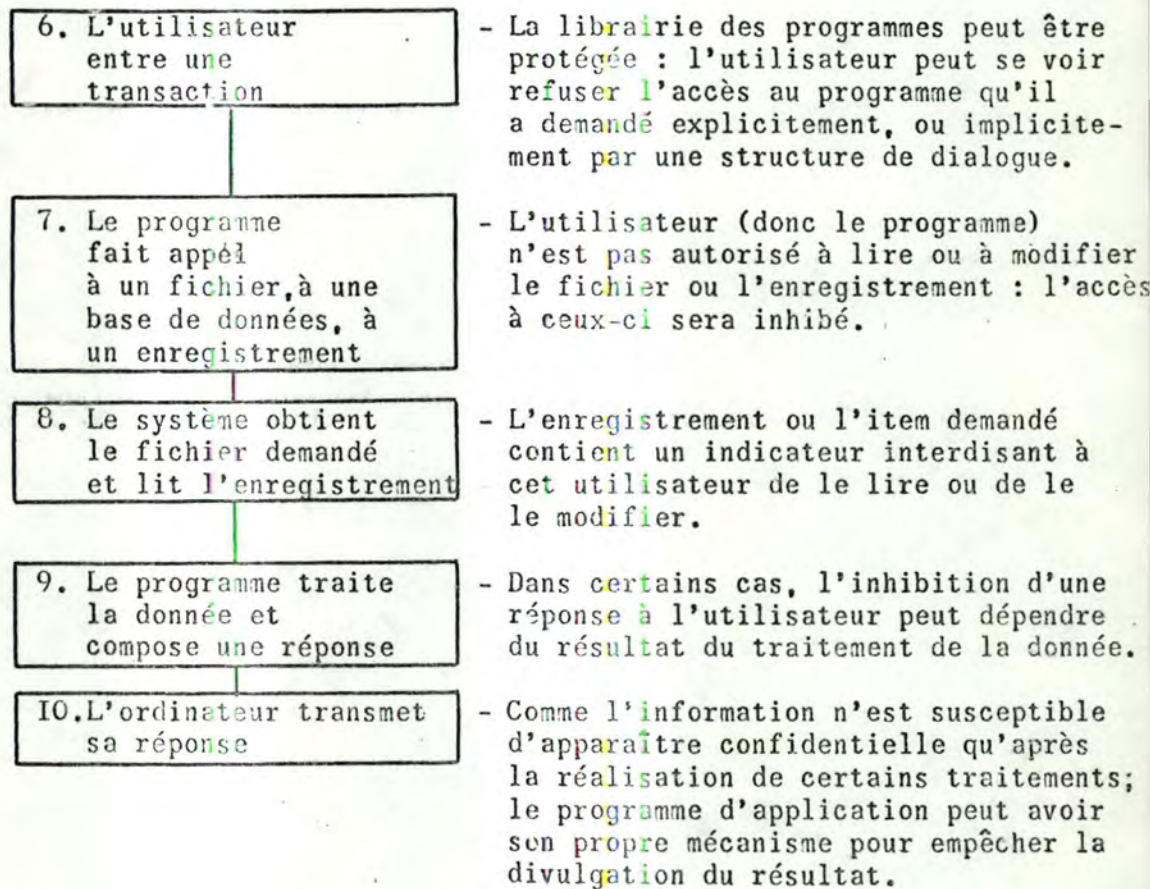 6. L'utilisateur
entre une
transaction
- La librairie des programmes peut être
protégée : l'utilisateur peut se voir
refuser l'accès au programme qu'il
a demandé explicitement, ou implicite-
ment par une structure de dialogue.
7. Le programme
fait appel
à un fichier, à une
base de données, à
un enregistrement
- L'utilisateur (donc le programme)
n'est pas autorisé à lire ou à modifier
le fichier ou l'enregistrement : l'accès
à ceux-ci sera inhibé.
8. Le système obtient
le fichier demandé
et lit l'enregistrement
- L'enregistrement ou l'item demandé
contient un indicateur interdisant à
cet utilisateur de le lire ou de le
le modifier.
9. Le programme traite
la donnée et
compose une réponse
- Dans certains cas, l'inhibition d'une
réponse à l'utilisateur peut dépendre
du résultat du traitement de la donnée.
IO. L'ordinateur transmet
sa réponse
- Comme l'information n'est susceptible
d'apparaître confidentielle qu'après
la réalisation de certains traitements;
le programme d'application peut avoir
son propre mécanisme pour empêcher la
divulgation du résultat.